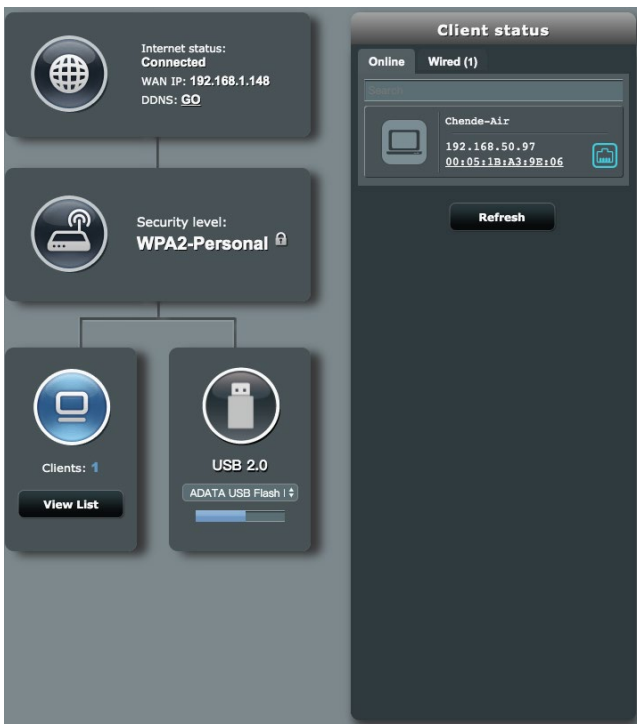 Internet status:
Connected
WAN IP: 192.168.1.148
DDNS: GO
Security level:
WPA2-Personal
Clients: 1
View List
USB 2.0
ADATA USB Flash
Client status
Online
Wired (1)
Search
Chende-Air
192.168.50.97
00:05:1B:A3:9E:06
Refresh